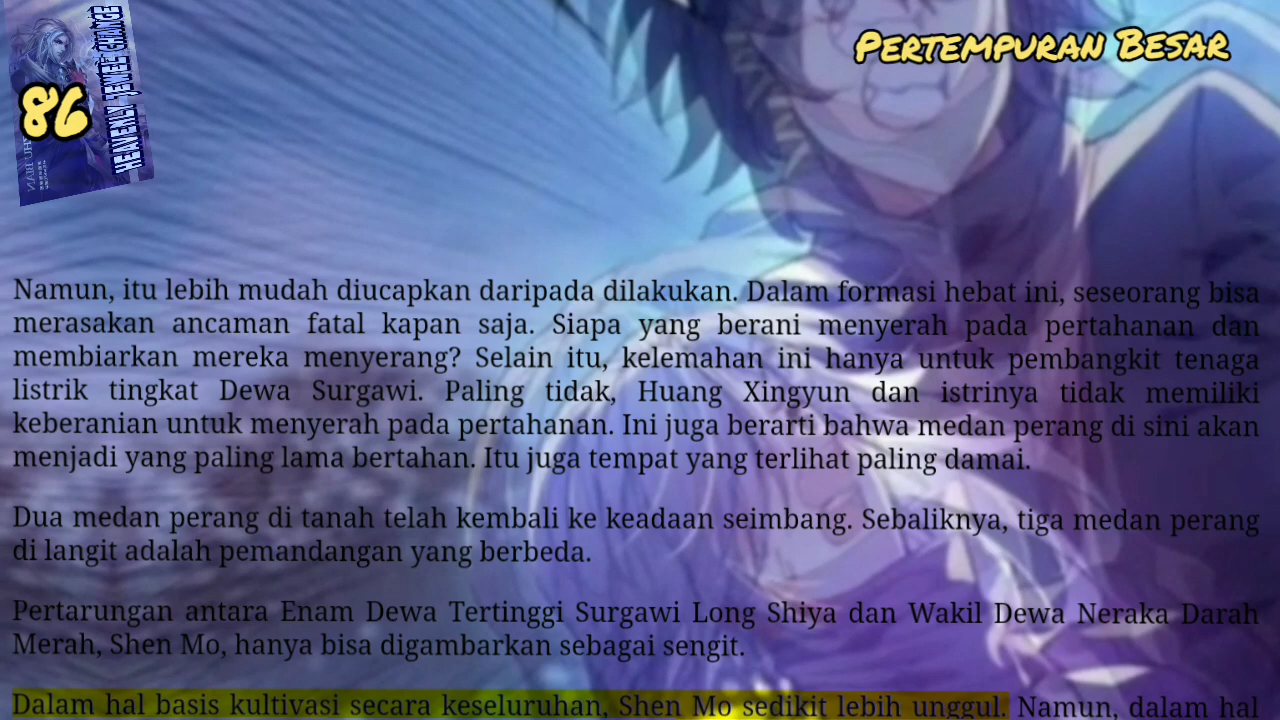 HEAVENLY JEWEL CHANGE
86
Pertempuran Besar
Namun, itu lebih mudah diucapkan daripada dilakukan. Dalam formasi hebat ini, seseorang bisa
merasakan ancaman fatal kapan saja. Siapa yang berani menyerah pada pertahanan dan
membiarkan mereka menyerang? Selain itu, kelemahan ini hanya untuk pembangkit tenaga
listrik tingkat Dewa Surgawi. Paling tidak, Huang Xingyun dan istrinya tidak memiliki
keberanian untuk menyerah pada pertahanan. Ini juga berarti bahwa medan perang di sini akan
menjadi yang paling lama bertahan. Itu juga tempat yang terlihat paling damai.
Dua medan perang di tanah telah kembali ke keadaan seimbang. Sebaliknya, tiga medan perang
di langit adalah pemandangan yang berbeda.
Pertarungan antara Enam Dewa Tertinggi Surgawi Long Shiya dan Wakil Dewa Neraka Darah
Merah, Shen Mo, hanya bisa digambarkan sebagai sengit.
Dalam hal basis kultivasi secara keseluruhan, Shen Mo sedikit lebih unggul. Namun, dalam hal